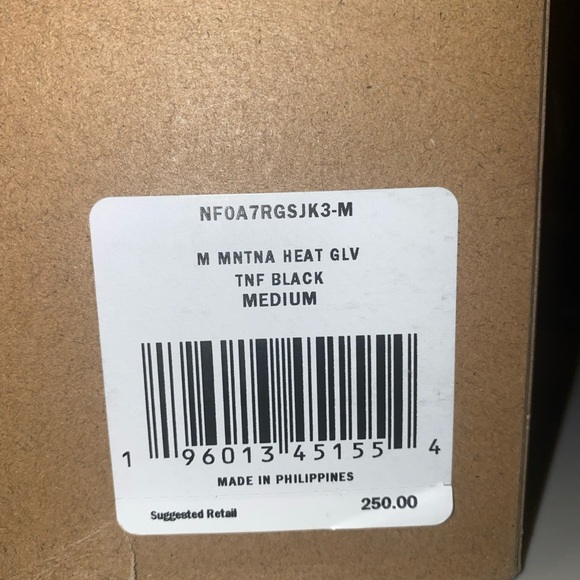 NF0A7RGSJK3-M
M MNTNA HEAT GLV
TNF BLACK
MEDIUM
1 96013 45155 4
MADE IN PHILIPPINES
Suggested Retail 250.00